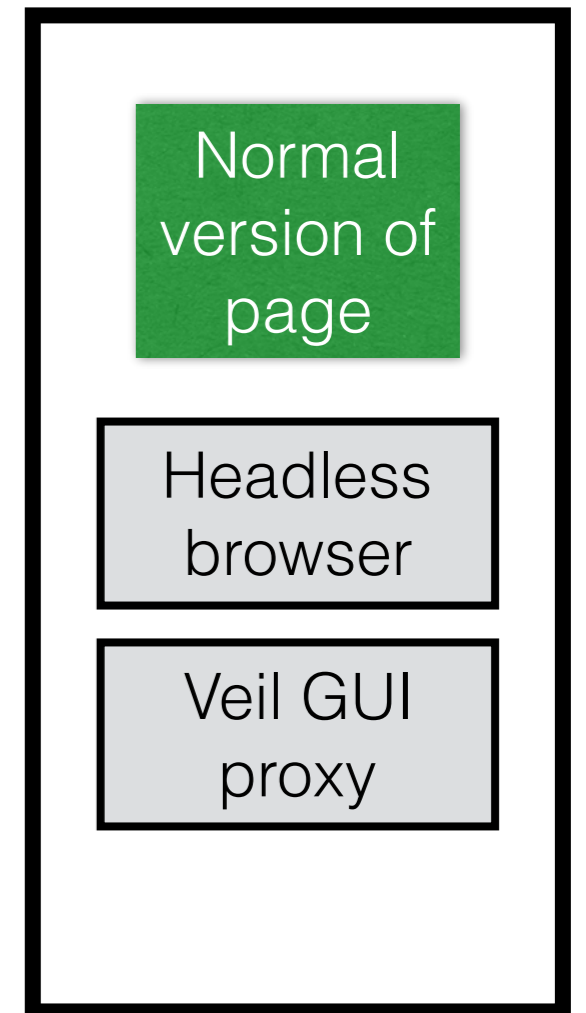 Normal
version of
page
Headless
browser
Veil GUI
proxy